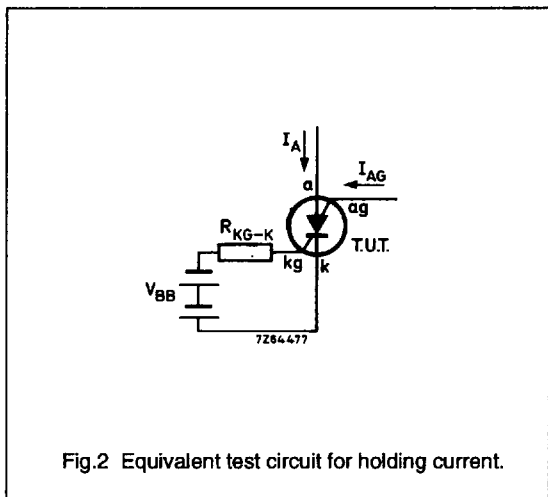 I_A
a
I_AG
ag
R_KG-K
kg
k
T.U.T.
V_BB
7Z64477
Fig.2 Equivalent test circuit for holding current.